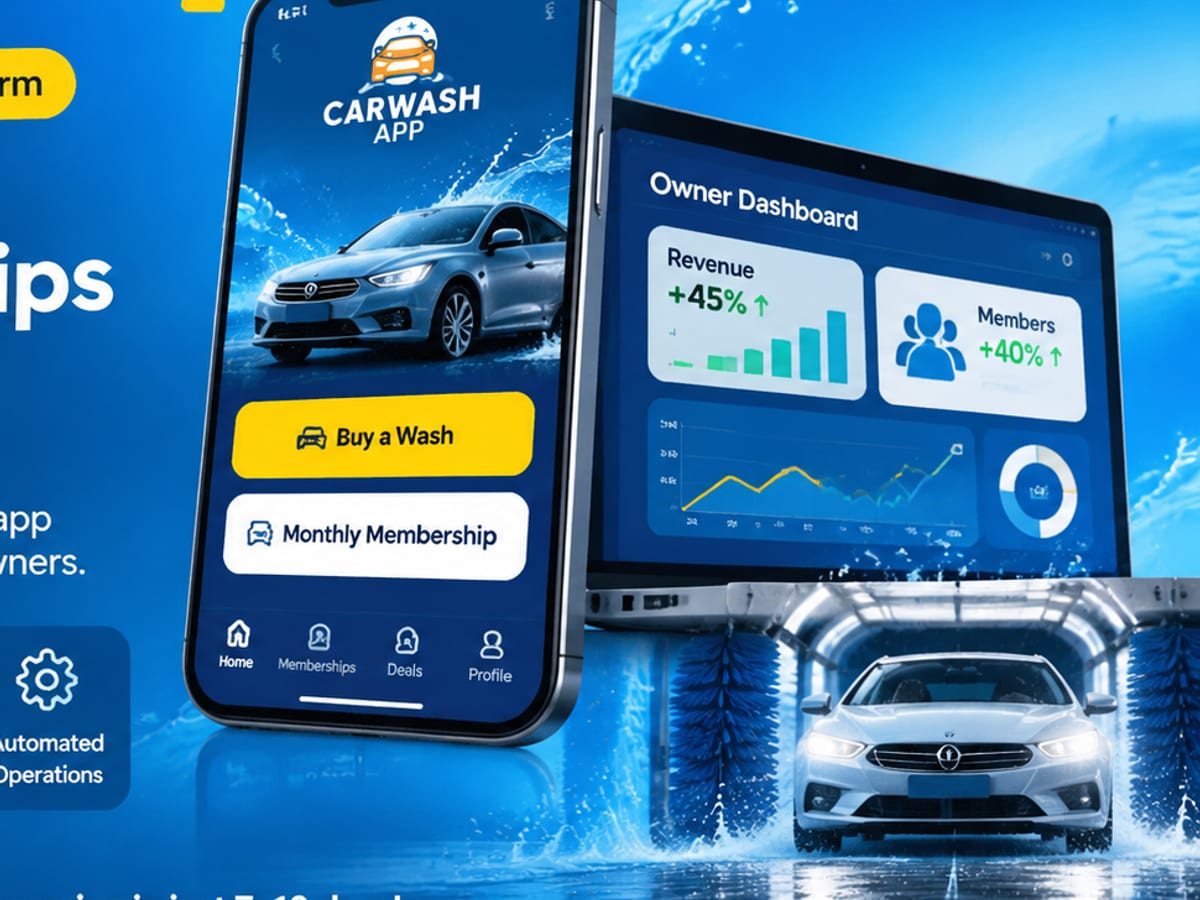 rm
ips
app
wners.
Automated
Operations
CARWASH
APP
Buy a Wash
Monthly Membership
Home
Memberships
Deals
Profile
Owner Dashboard
Revenue
+45% ↑
Members
+40% ↑